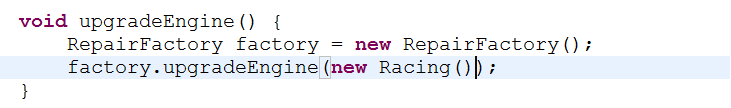 void upgradeEngine() {
    RepairFactory factory = new RepairFactory();
    factory.upgradeEngine(new Racing());
}